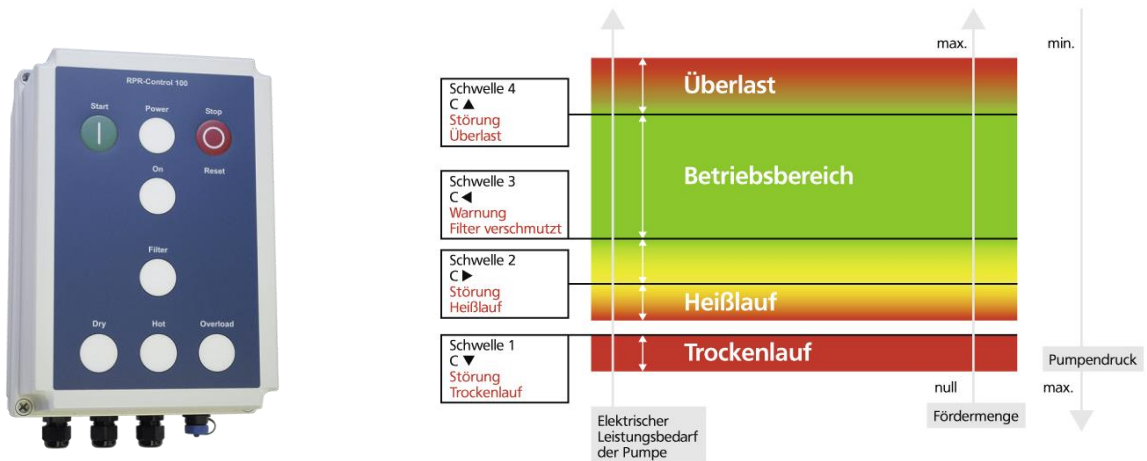 RPR-Control 100
Start
Power
Stop
On
Reset
Filter
Dry
Hot
Overload
Schwelle 4
C ▲
Störung
Überlast
Schwelle 3
C ◀
Warnung
Filter verschmutzt
Schwelle 2
C ▶
Störung
Heißlauf
Schwelle 1
C ▼
Störung
Trockenlauf
max.
min.
Überlast
Betriebsbereich
Heißlauf
Trockenlauf
Pumpendruck
null
max.
Elektrischer
Leistungsbedarf
der Pumpe
Fördermenge